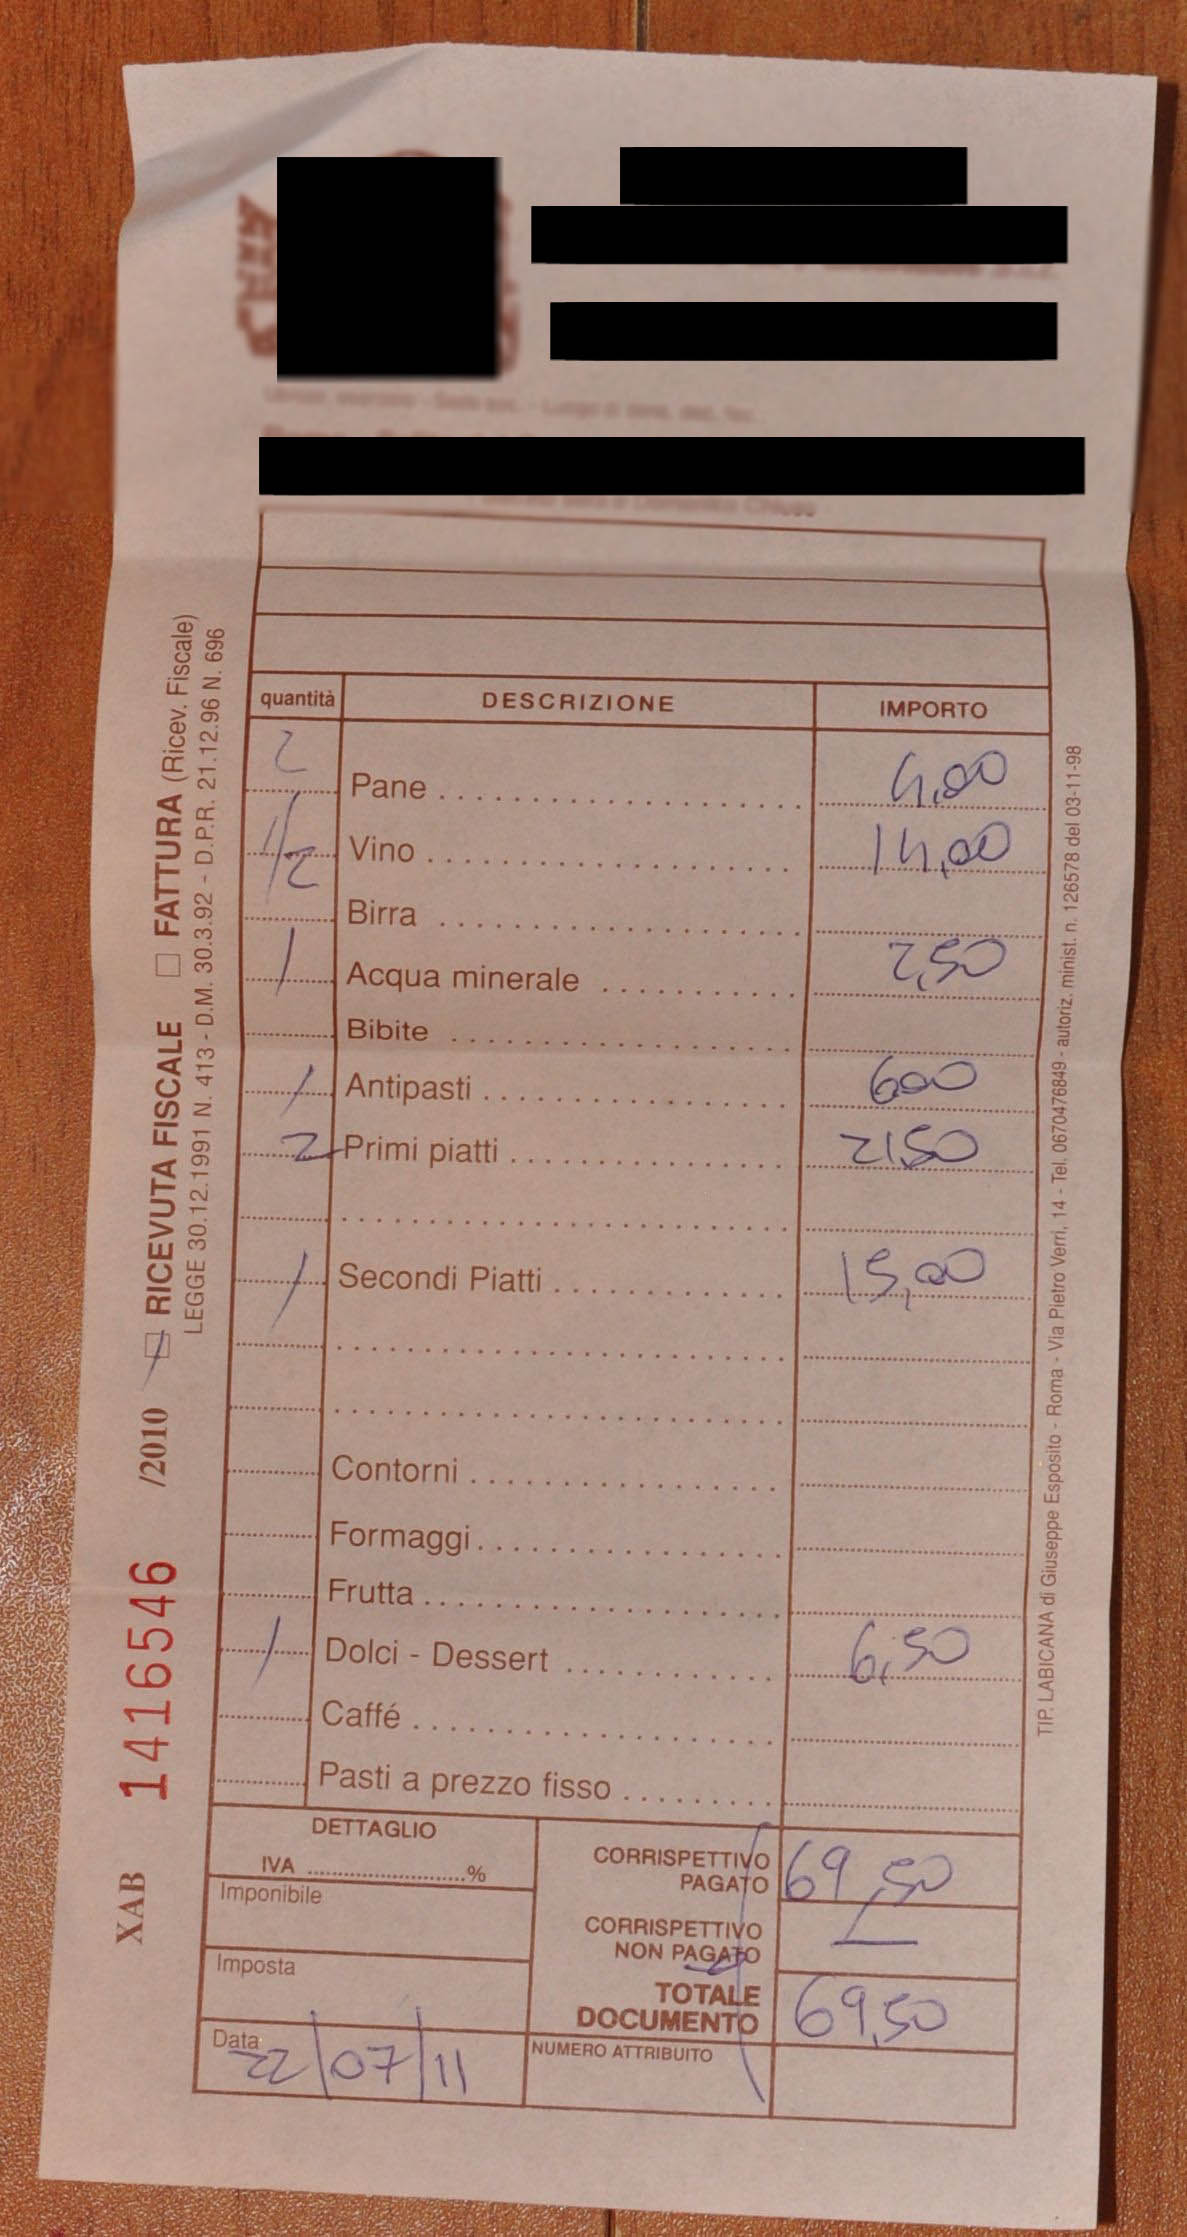 quantità DESCRIZIONE IMPORTO
2 Pane 4,00
1/2 Vino 14,00
Birra
1 Acqua minerale 2,50
Bibite
1 Antipasti 600
2 Primi piatti 2150
1 Secondi Piatti 15,00
Contorni
Formaggi
Frutta
1 Dolci - Dessert 6,50
Caffé
Pasti a prezzo fisso
DETTAGLIO
IVA %
Imponibile
Imposta
Data 22/07/11
CORRISPETTIVO
PAGATO 69,50
CORRISPETTIVO
NON PAGATO
TOTALE
DOCUMENTO 69,50
NUMERO ATTRIBUITO
XAB 1416546 /2010 RICEVUTA FISCALE FATTURA (Ricev. Fiscale)
LEGGE 30.12.1991 N. 413 - D.M. 30.3.92 - D.P.R. 21.12.96 N. 696
TIP. LABICANA di Giuseppe Esposito - Roma - Via Pietro Verri, 14 - Tel. 0670476849 - autoriz. minist. n. 126578 del 03-11-98